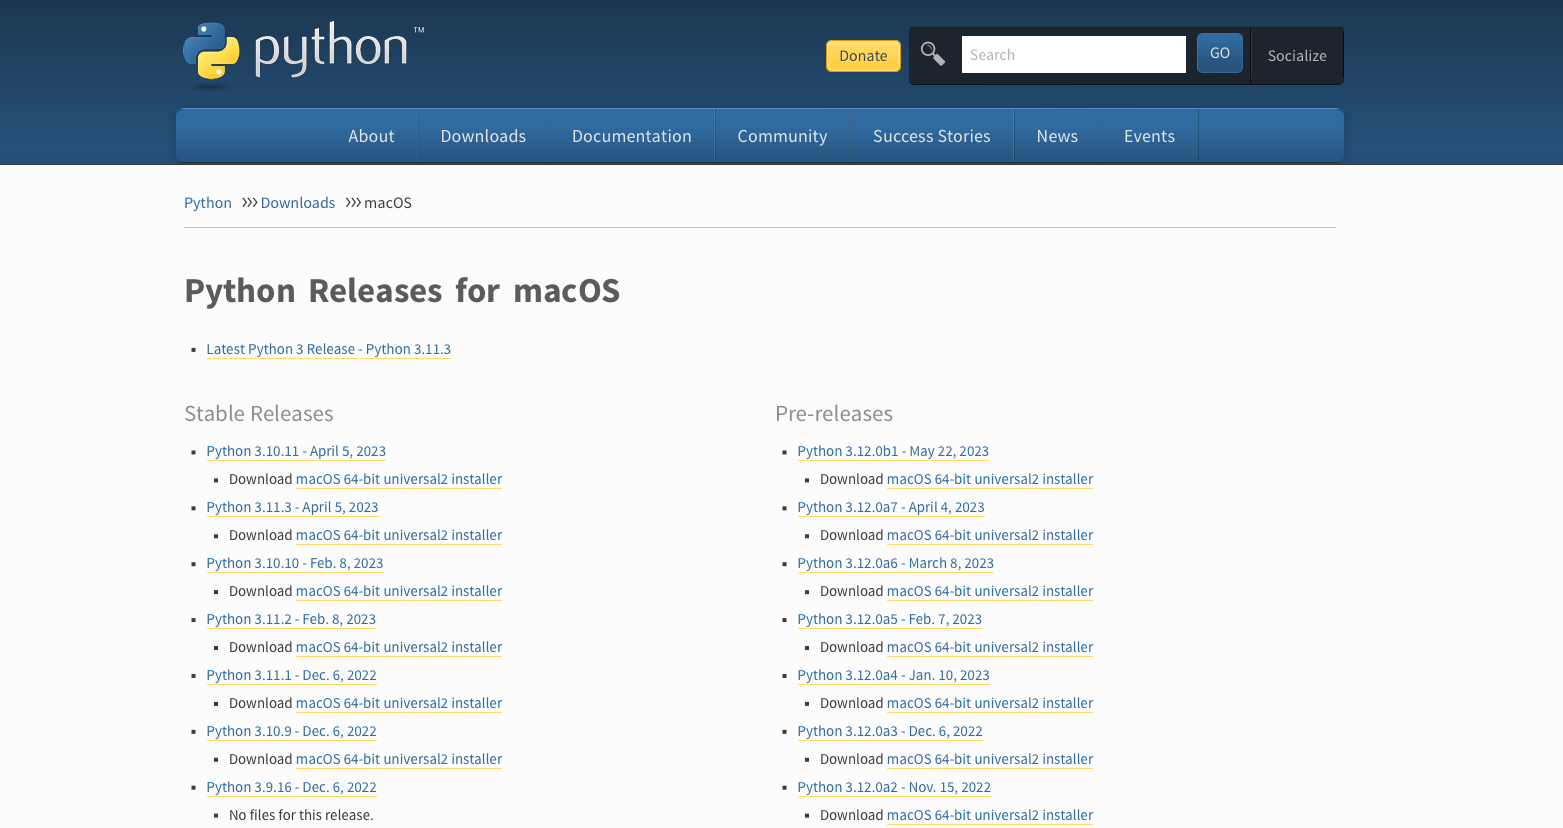 python™
Donate
Search
GO
Socialize
About Downloads Documentation Community Success Stories News Events
Python >>> Downloads >>> macOS
Python Releases for macOS
Latest Python 3 Release - Python 3.11.3
Stable Releases
Python 3.10.11 - April 5, 2023
Download macOS 64-bit universal2 installer
Python 3.11.3 - April 5, 2023
Download macOS 64-bit universal2 installer
Python 3.10.10 - Feb. 8, 2023
Download macOS 64-bit universal2 installer
Python 3.11.2 - Feb. 8, 2023
Download macOS 64-bit universal2 installer
Python 3.11.1 - Dec. 6, 2022
Download macOS 64-bit universal2 installer
Python 3.10.9 - Dec. 6, 2022
Download macOS 64-bit universal2 installer
Python 3.9.16 - Dec. 6, 2022
No files for this release.
Pre-releases
Python 3.12.0b1 - May 22, 2023
Download macOS 64-bit universal2 installer
Python 3.12.0a7 - April 4, 2023
Download macOS 64-bit universal2 installer
Python 3.12.0a6 - March 8, 2023
Download macOS 64-bit universal2 installer
Python 3.12.0a5 - Feb. 7, 2023
Download macOS 64-bit universal2 installer
Python 3.12.0a4 - Jan. 10, 2023
Download macOS 64-bit universal2 installer
Python 3.12.0a3 - Dec. 6, 2022
Download macOS 64-bit universal2 installer
Python 3.12.0a2 - Nov. 15, 2022
Download macOS 64-bit universal2 installer